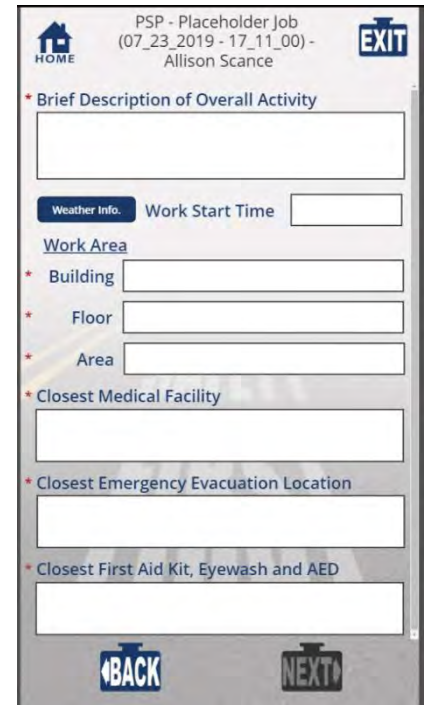 PSP - Placeholder Job
(07_23_2019 - 17_11_00) -
Allison Scance
HOME
EXIT
* Brief Description of Overall Activity
Weather Info.
Work Start Time
Work Area
* Building
* Floor
* Area
* Closest Medical Facility
* Closest Emergency Evacuation Location
* Closest First Aid Kit, Eyewash and AED
BACK
NEXT